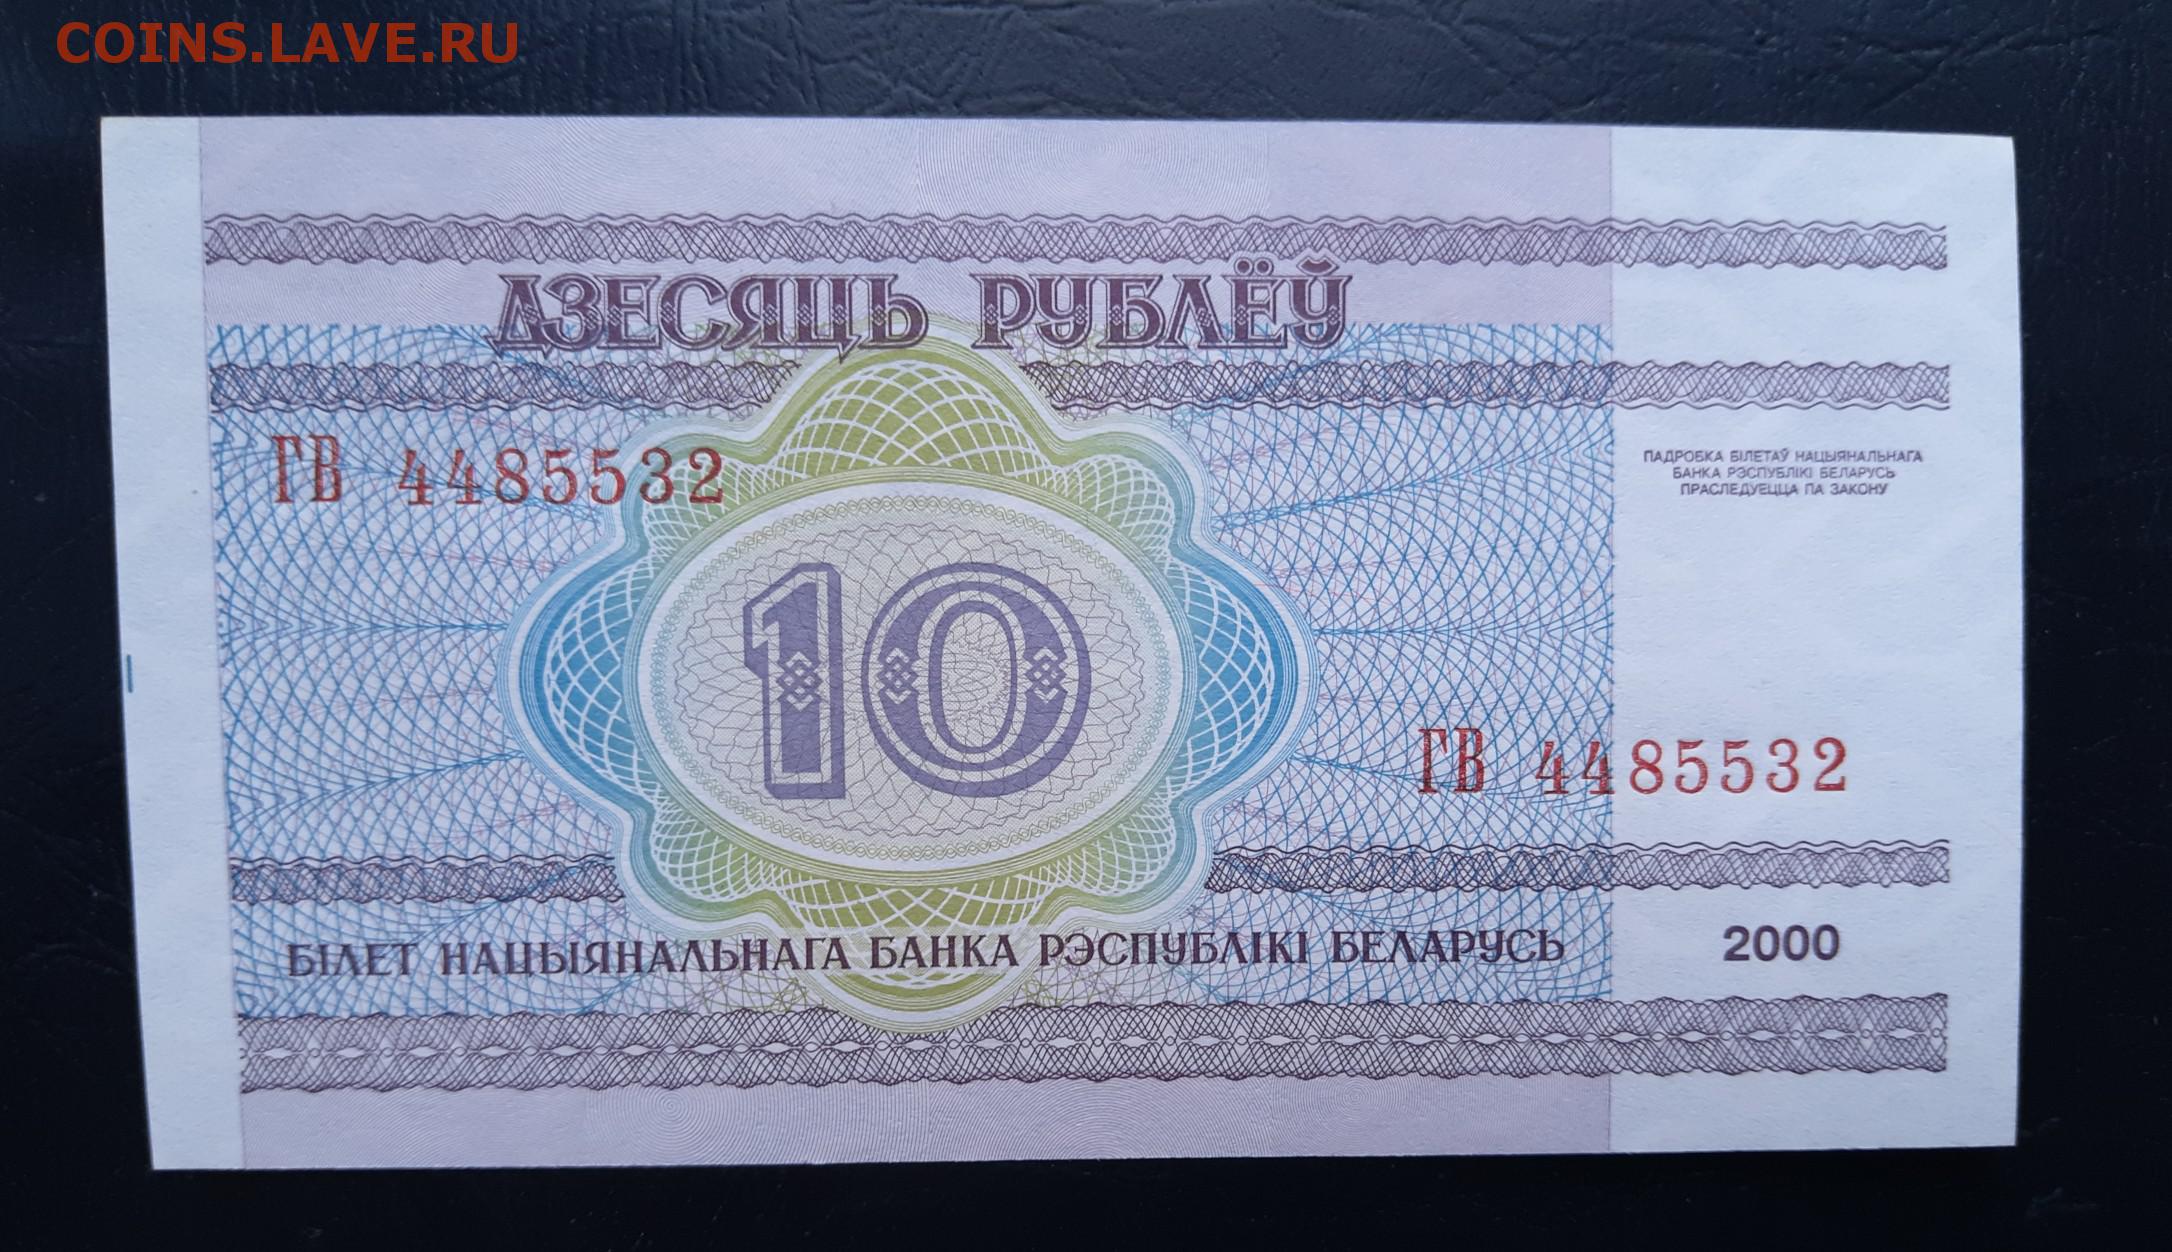 COINS.LAVE.RU
ДЗЕСЯЦЬ РУБЛЁЎ
ГВ 4485532
ПАДРОБКА БІЛЕТАЎ НАЦЫЯНАЛЬНАГА
БАНКА РЭСПУБЛІКІ БЕЛАРУСЬ
ПРАСЛЕДУЕЦЦА ПА ЗАКОНУ
10
ГВ 4485532
БІЛЕТ НАЦЫЯНАЛЬНАГА БАНКА РЭСПУБЛІКІ БЕЛАРУСЬ
2000